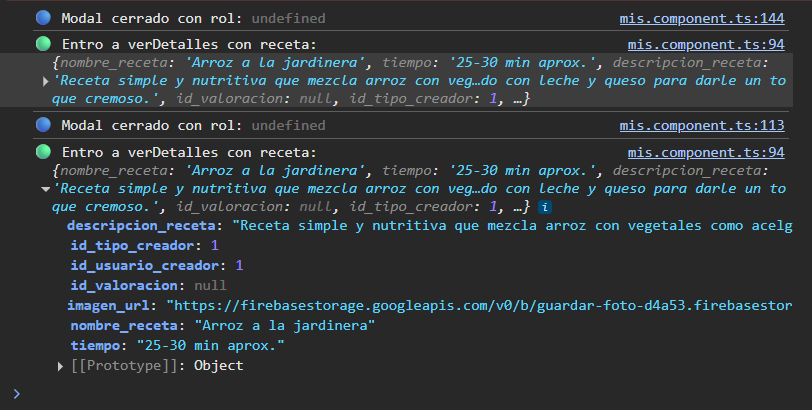 Modal cerrado con rol: undefined mis.component.ts:144
Entro a verDetalles con receta: mis.component.ts:94
{nombre_receta: 'Arroz a la jardinera', tiempo: '25-30 min aprox.', descripcion_receta:
'Receta simple y nutritiva que mezcla arroz con veg…do con leche y queso para darle un to
que cremoso.', id_valoracion: null, id_tipo_creador: 1, …}
Modal cerrado con rol: undefined mis.component.ts:113
Entro a verDetalles con receta: mis.component.ts:94
{nombre_receta: 'Arroz a la jardinera', tiempo: '25-30 min aprox.', descripcion_receta:
'Receta simple y nutritiva que mezcla arroz con veg…do con leche y queso para darle un to
que cremoso.', id_valoracion: null, id_tipo_creador: 1, …} i
descripcion_receta: "Receta simple y nutritiva que mezcla arroz con vegetales como acelg
id_tipo_creador: 1
id_usuario_creador: 1
id_valoracion: null
imagen_url: "https://firebasestorage.googleapis.com/v0/b/guardar-foto-d4a53.firebasestor
nombre_receta: "Arroz a la jardinera"
tiempo: "25-30 min aprox."
[[Prototype]]: Object